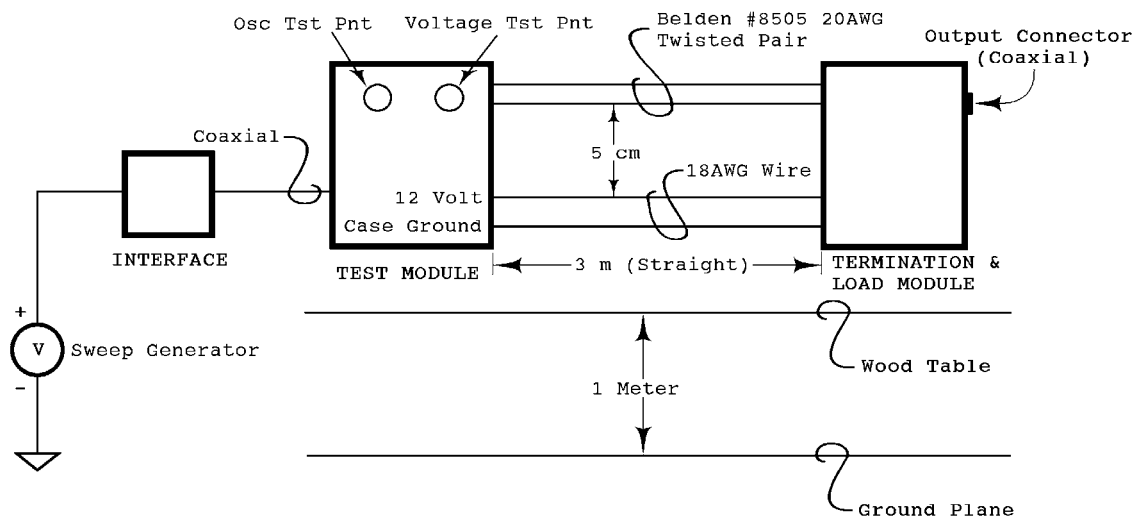 Osc Tst Pnt
Voltage Tst Pnt
Belden #8505 20AWG
Twisted Pair
Output Connector
(Coaxial)
Coaxial
5 cm
18AWG Wire
12 Volt
Case Ground
INTERFACE
TEST MODULE
3 m (Straight)
TERMINATION &
LOAD MODULE
+
V
Sweep Generator
-
Wood Table
1 Meter
Ground Plane